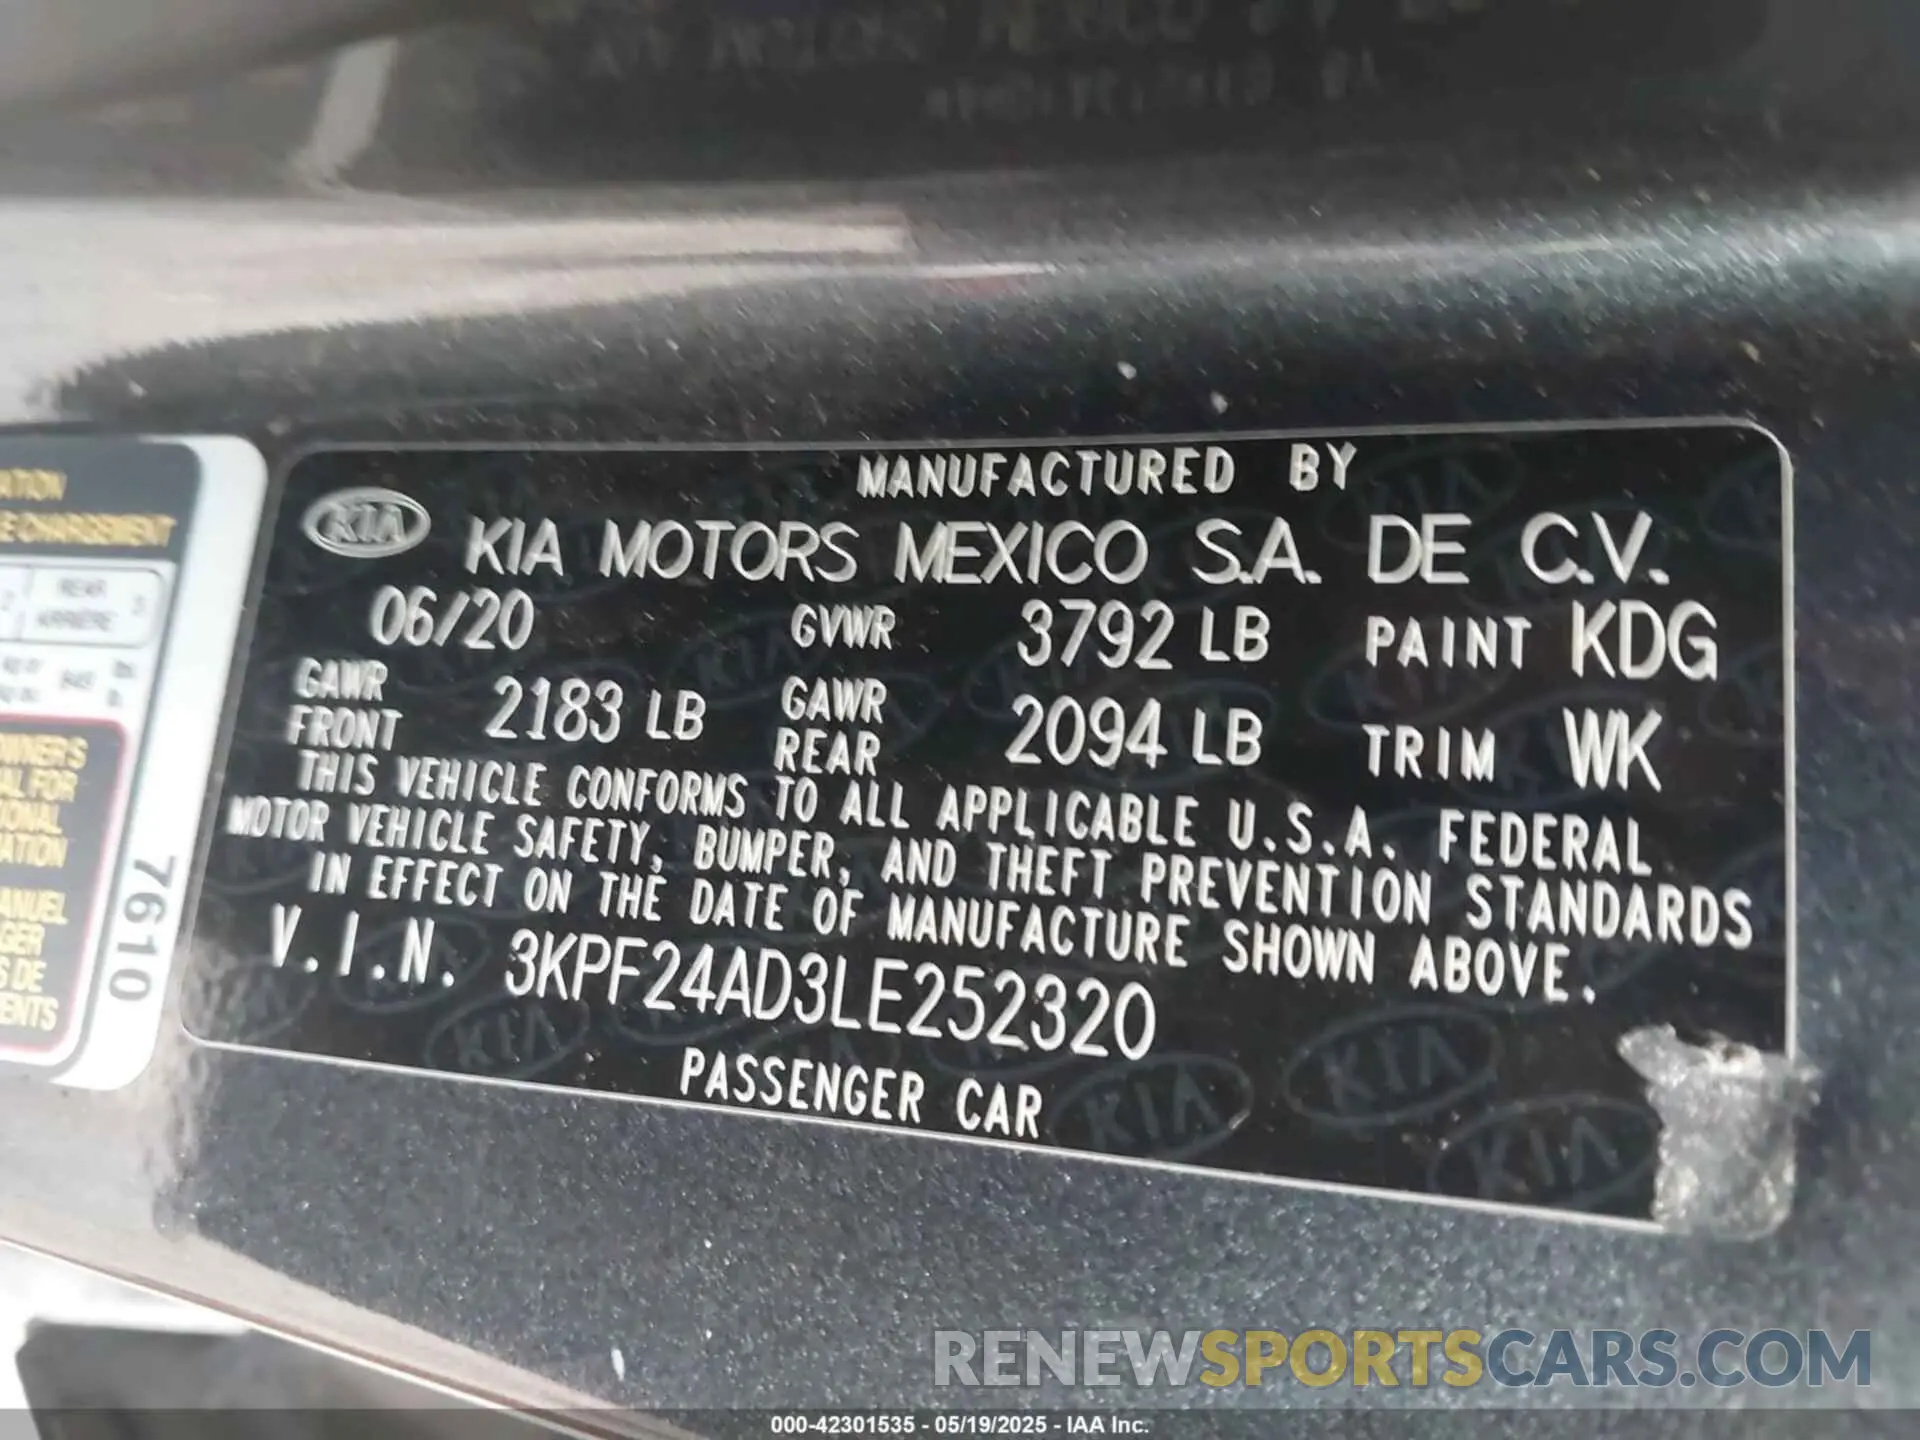 MANUFACTURED BY
KIA KIA MOTORS MEXICO S.A. DE C.V.
06/20 GVWR 3792 LB PAINT KDG
GAWR FRONT 2183 LB GAWR REAR 2094 LB TRIM WK
THIS VEHICLE CONFORMS TO ALL APPLICABLE U.S.A. FEDERAL
MOTOR VEHICLE SAFETY, BUMPER, AND THEFT PREVENTION STANDARDS
IN EFFECT ON THE DATE OF MANUFACTURE SHOWN ABOVE.
V.I.N. 3KPF24AD3LE252320
PASSENGER CAR
CHARGEMENT
REAR
ARRIÈRE
7610
RENEWSPORTSCARS.COM
000-42301535 - 05/19/2025 - IAA Inc.